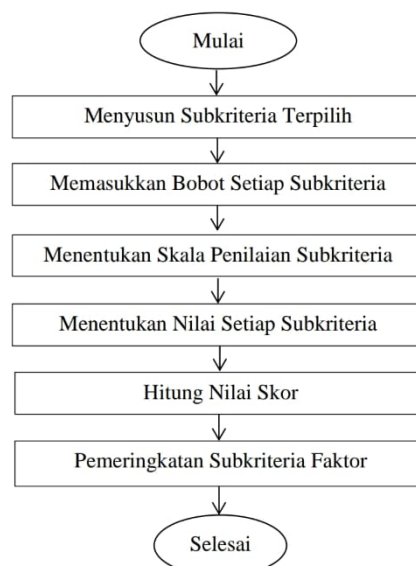 Mulai
Menyusun Subkriteria Terpilih
Memasukkan Bobot Setiap Subkriteria
Menentukan Skala Penilaian Subkriteria
Menentukan Nilai Setiap Subkriteria
Hitung Nilai Skor
Pemeringkatan Subkriteria Faktor
Selesai